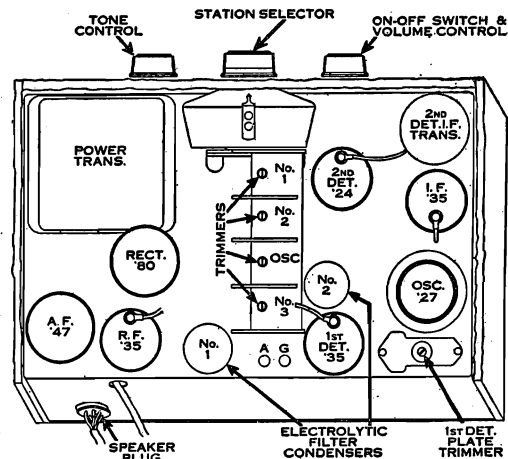 TONE
CONTROL
STATION SELECTOR
ON-OFF SWITCH &
VOLUME CONTROL
POWER
TRANS.
2ND
DET. I.F.
TRANS.
No.
1
2ND
DET.
'24
I.F.
'35
No.
2
TRIMMERS
OSC
RECT.
'80
No.
2
OSC.
'27
No.
3
A.F.
'47
R.F.
'35
No.
1
A G
1ST
DET.
'35
SPEAKER
PLUG
ELECTROLYTIC
FILTER
CONDENSERS
1ST DET.
PLATE
TRIMMER